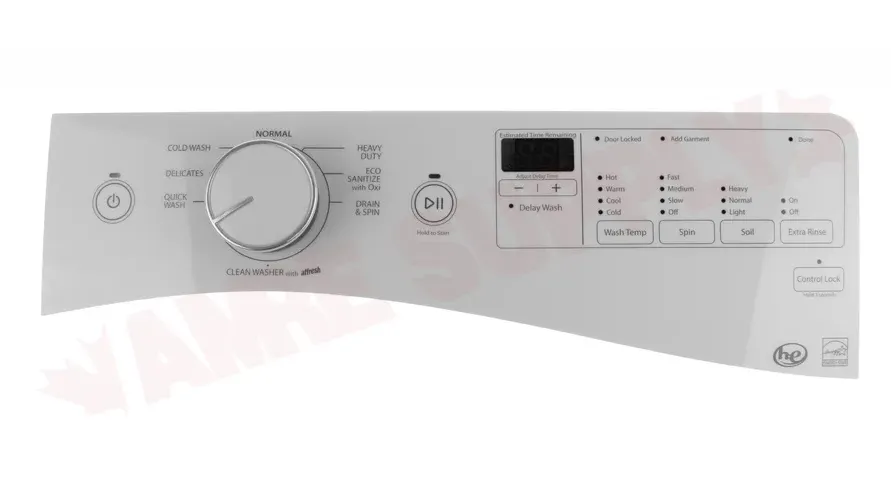 NORMAL
COLD WASH
HEAVY
DUTY
DELICATES
ECO
SANITIZE
with Oxi
QUICK
WASH
DRAIN
& SPIN
CLEAN WASHER with affresh
Hold to Start
Estimated Time Remaining
Adjust Delay Time
− | +
Delay Wash
Door Locked
Add Garment
Done
Hot
Warm
Cool
Cold
Wash Temp
Fast
Medium
Slow
Off
Spin
Heavy
Normal
Light
Soil
On
Off
Extra Rinse
Control Lock
he
AMRE SUPPLY